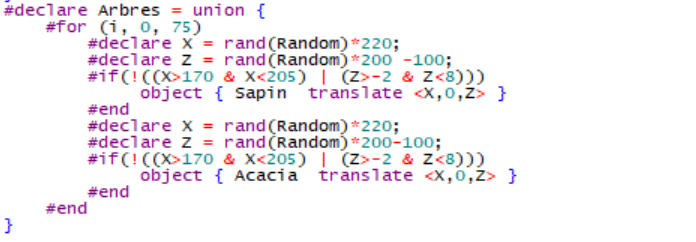 #declare Arbres = union {
#for (i, 0, 75)
#declare X = rand(Random)*220;
#declare Z = rand(Random)*200 -100;
#if(!((X>170 & X<205) | (Z>-2 & Z<8)))
object { Sapin  translate <X,0,Z> }
#end
#declare X = rand(Random)*220;
#declare Z = rand(Random)*200-100;
#if(!((X>170 & X<205) | (Z>-2 & Z<8)))
object { Acacia  translate <X,0,Z> }
#end
#end
}